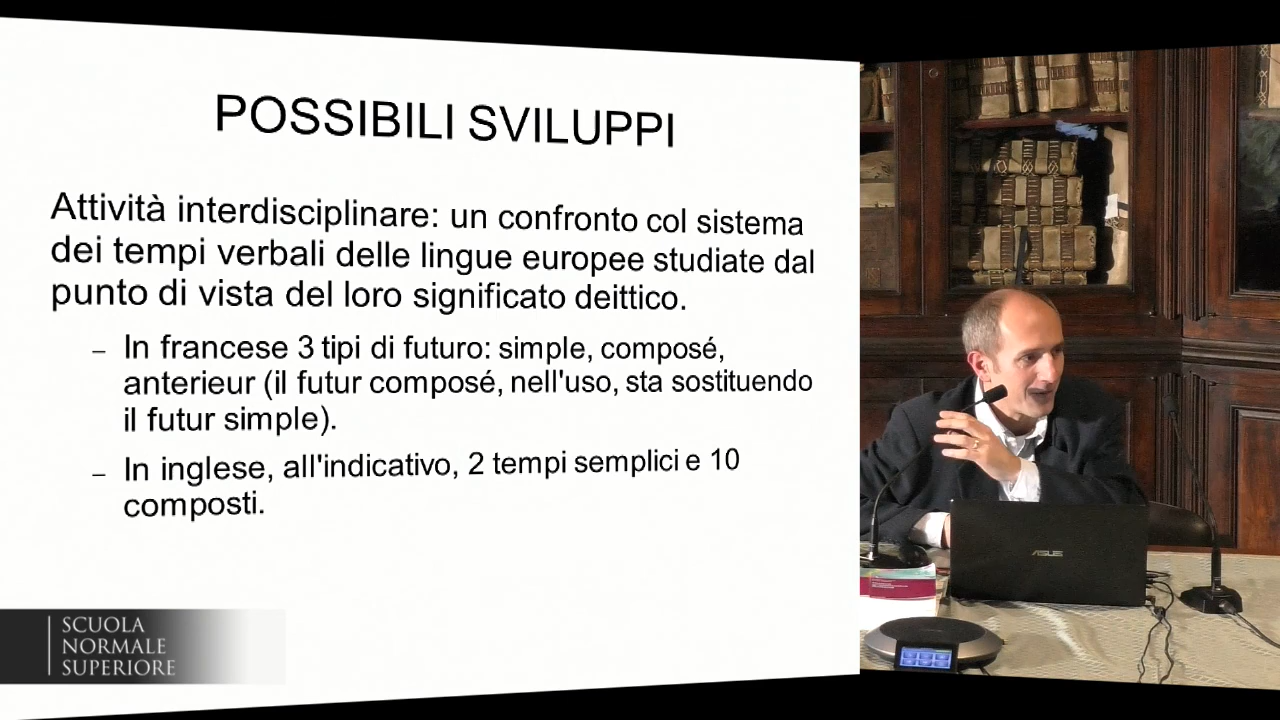 POSSIBILI SVILUPPI
Attività interdisciplinare: un confronto col sistema
dei tempi verbali delle lingue europee studiate dal
punto di vista del loro significato deittico.
– In francese 3 tipi di futuro: simple, composé,
anterieur (il futur composé, nell'uso, sta sostituendo
il futur simple).
– In inglese, all'indicativo, 2 tempi semplici e 10
composti.
SCUOLA
NORMALE
SUPERIORE
ASUS